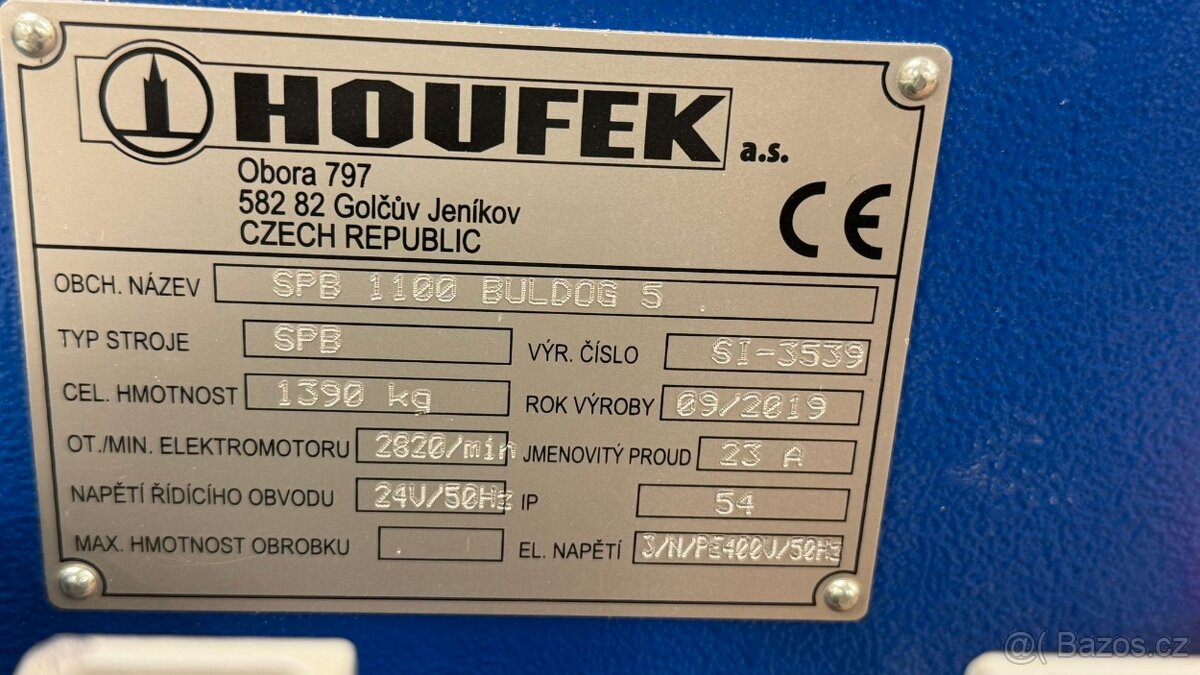 HOUFEK a.s.
Obora 797
582 82 Golčův Jeníkov
CZECH REPUBLIC
CE
OBCH. NÁZEV SPB 1100 BULDOG 5
TYP STROJE SPB VÝR. ČÍSLO SI-3539
CEL. HMOTNOST 1390 kg ROK VÝROBY 09/2019
OT./MIN. ELEKTROMOTORU 2820/min JMENOVITÝ PROUD 23 A
NAPĚTÍ ŘÍDÍCÍHO OBVODU 24V/50Hz IP 54
MAX. HMOTNOST OBROBKU EL. NAPĚTÍ 3/N/PE400V/50Hz
Bazos.cz